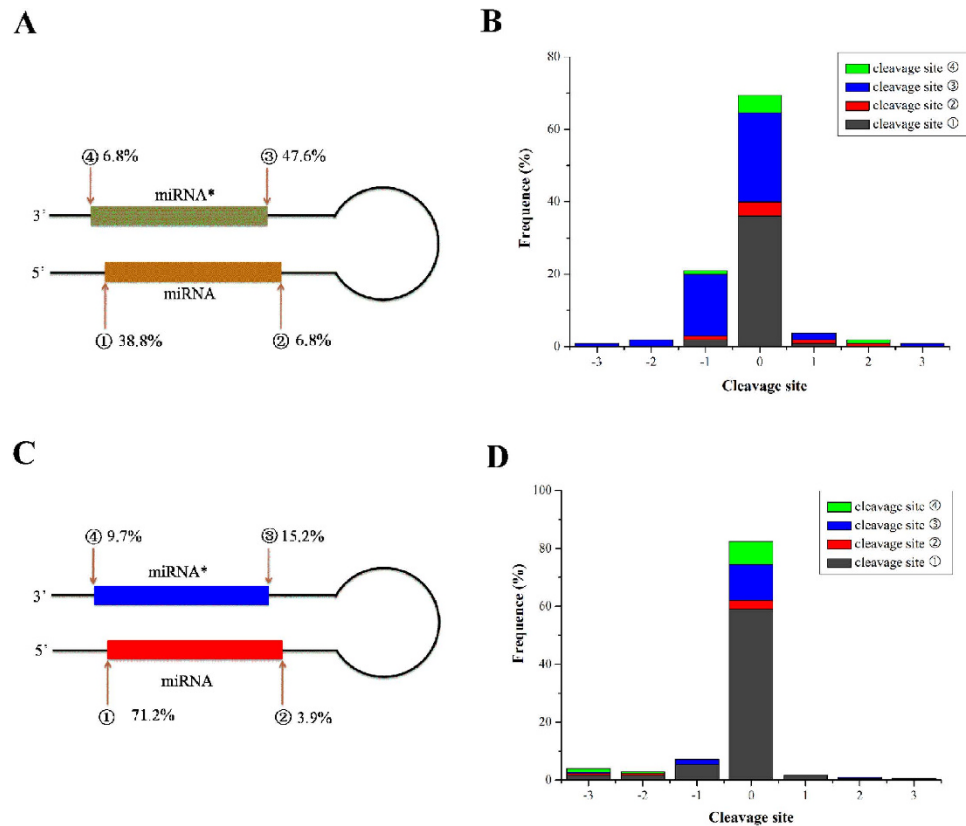 A
④ 6.8%
③ 47.6%
miRNA*
3’
5’
miRNA
① 38.8%
② 6.8%
B
80
60
40
20
0
Frequence (%)
cleavage site ④
cleavage site ③
cleavage site ②
cleavage site ①
-3 -2 -1 0 1 2 3
Cleavage site
C
④ 9.7%
③ 15.2%
miRNA*
3’
5’
miRNA
① 71.2%
② 3.9%
D
100
80
60
40
20
0
Frequence (%)
cleavage site ④
cleavage site ③
cleavage site ②
cleavage site ①
-3 -2 -1 0 1 2 3
Cleavage site